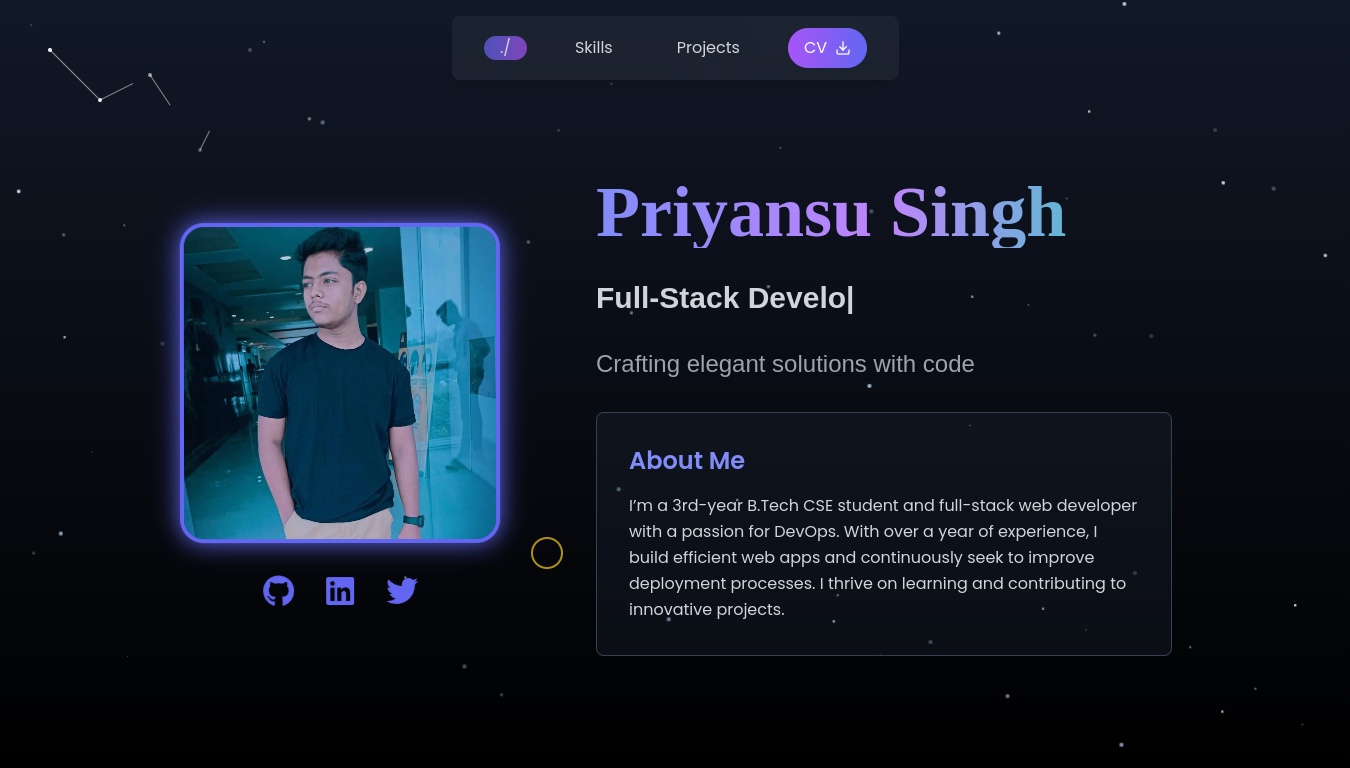 ./
Skills
Projects
CV
Priyansu Singh
Full-Stack Develo|
Crafting elegant solutions with code
About Me
I’m a 3rd-year B.Tech CSE student and full-stack web developer
with a passion for DevOps. With over a year of experience, I
build efficient web apps and continuously seek to improve
deployment processes. I thrive on learning and contributing to
innovative projects.
in